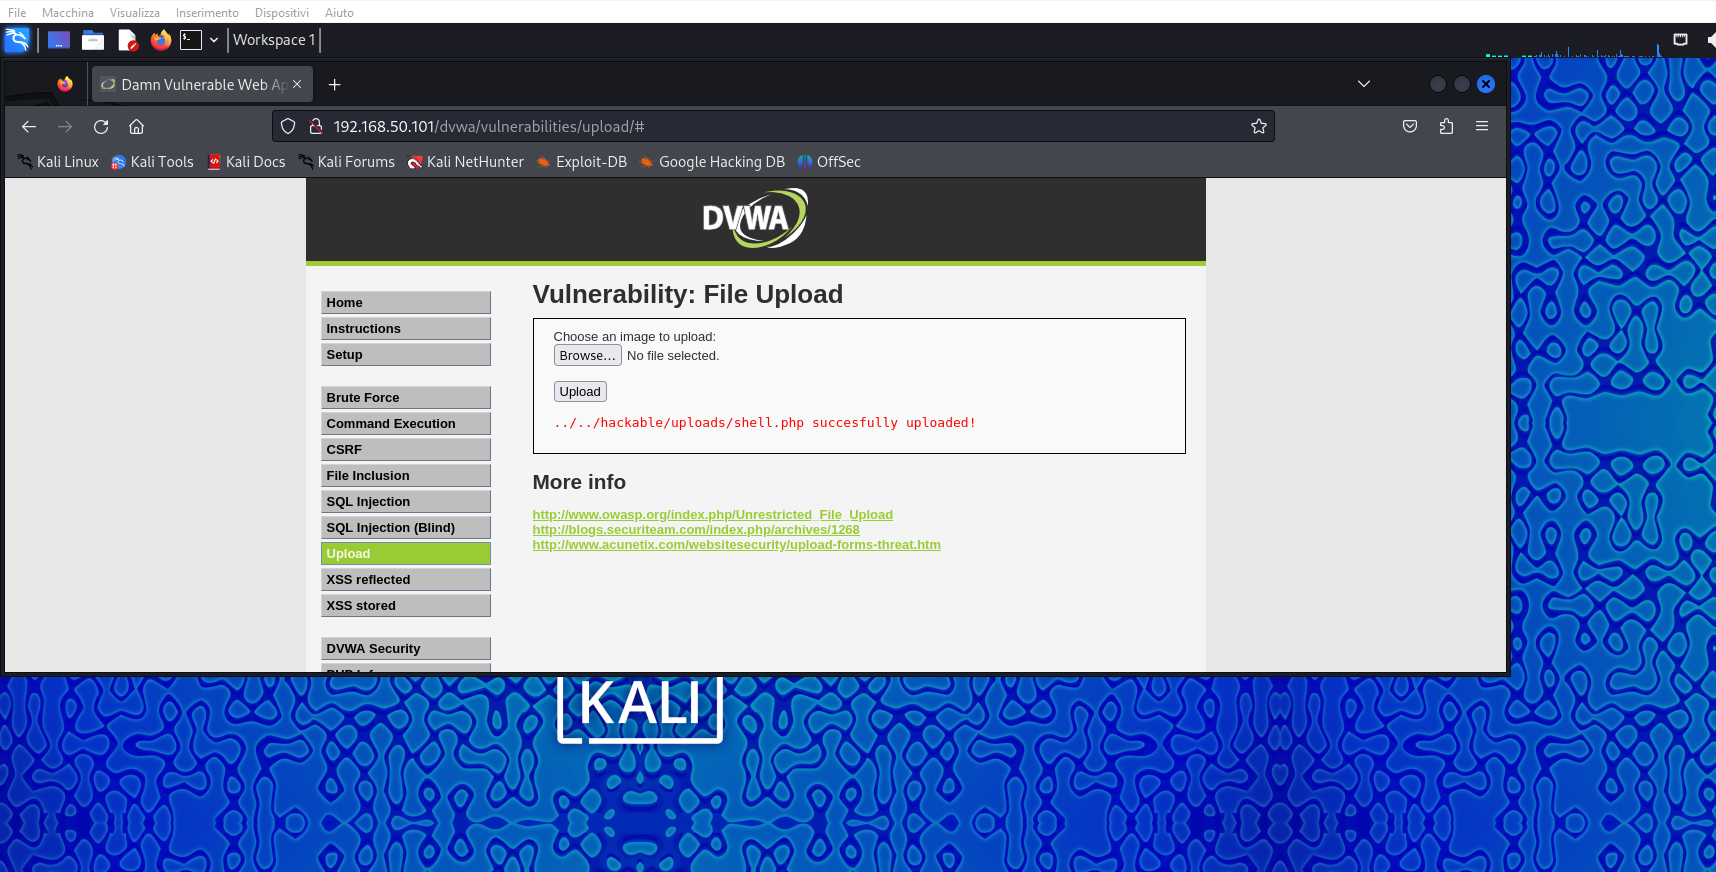 File Macchina Visualizza Inserimento Dispositivi Aiuto
Workspace 1
Damn Vulnerable Web Ap
192.168.50.101/dvwa/vulnerabilities/upload/#
Kali Linux Kali Tools Kali Docs Kali Forums Kali NetHunter Exploit-DB Google Hacking DB OffSec
DVWA
Home
Instructions
Setup
Brute Force
Command Execution
CSRF
File Inclusion
SQL Injection
SQL Injection (Blind)
Upload
XSS reflected
XSS stored
DVWA Security
Vulnerability: File Upload
Choose an image to upload:
Browse... No file selected.
Upload
../../hackable/uploads/shell.php succesfully uploaded!
More info
http://www.owasp.org/index.php/Unrestricted_File_Upload
http://blogs.securiteam.com/index.php/archives/1268
http://www.acunetix.com/websitesecurity/upload-forms-threat.htm
KALI